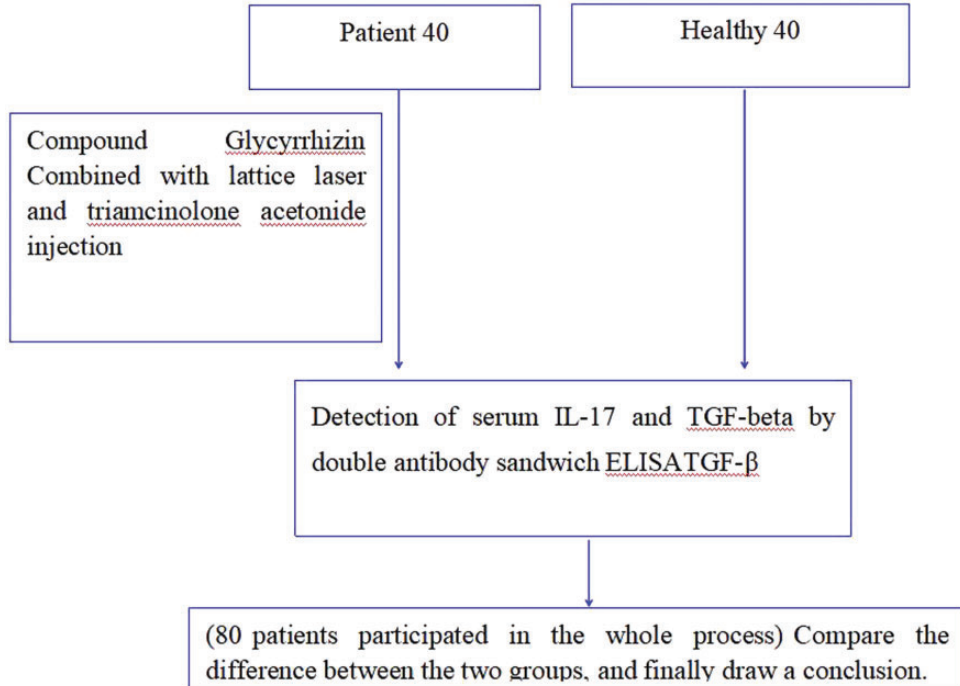 Patient 40
Healthy 40
Compound Glycyrrhizin
Combined with lattice laser
and triamcinolone acetonide
injection
Detection of serum IL-17 and TGF-beta by
double antibody sandwich ELISATGF-β
(80 patients participated in the whole process) Compare the
difference between the two groups, and finally draw a conclusion.